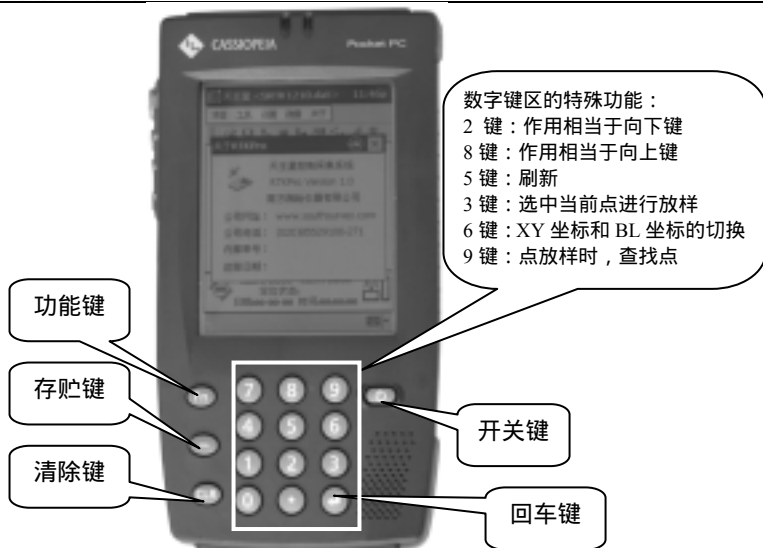 CASSIOPEIA
Pocket PC
RTKPro Version 1.0
数字键区的特殊功能：
2 键：作用相当于向下键
8 键：作用相当于向上键
5 键：刷新
3 键：选中当前点进行放样
6 键：XY 坐标和 BL 坐标的切换
9 键：点放样时，查找点
功能键
存贮键
清除键
7 8 9
4 5 6
1 2 3
0
开关键
回车键